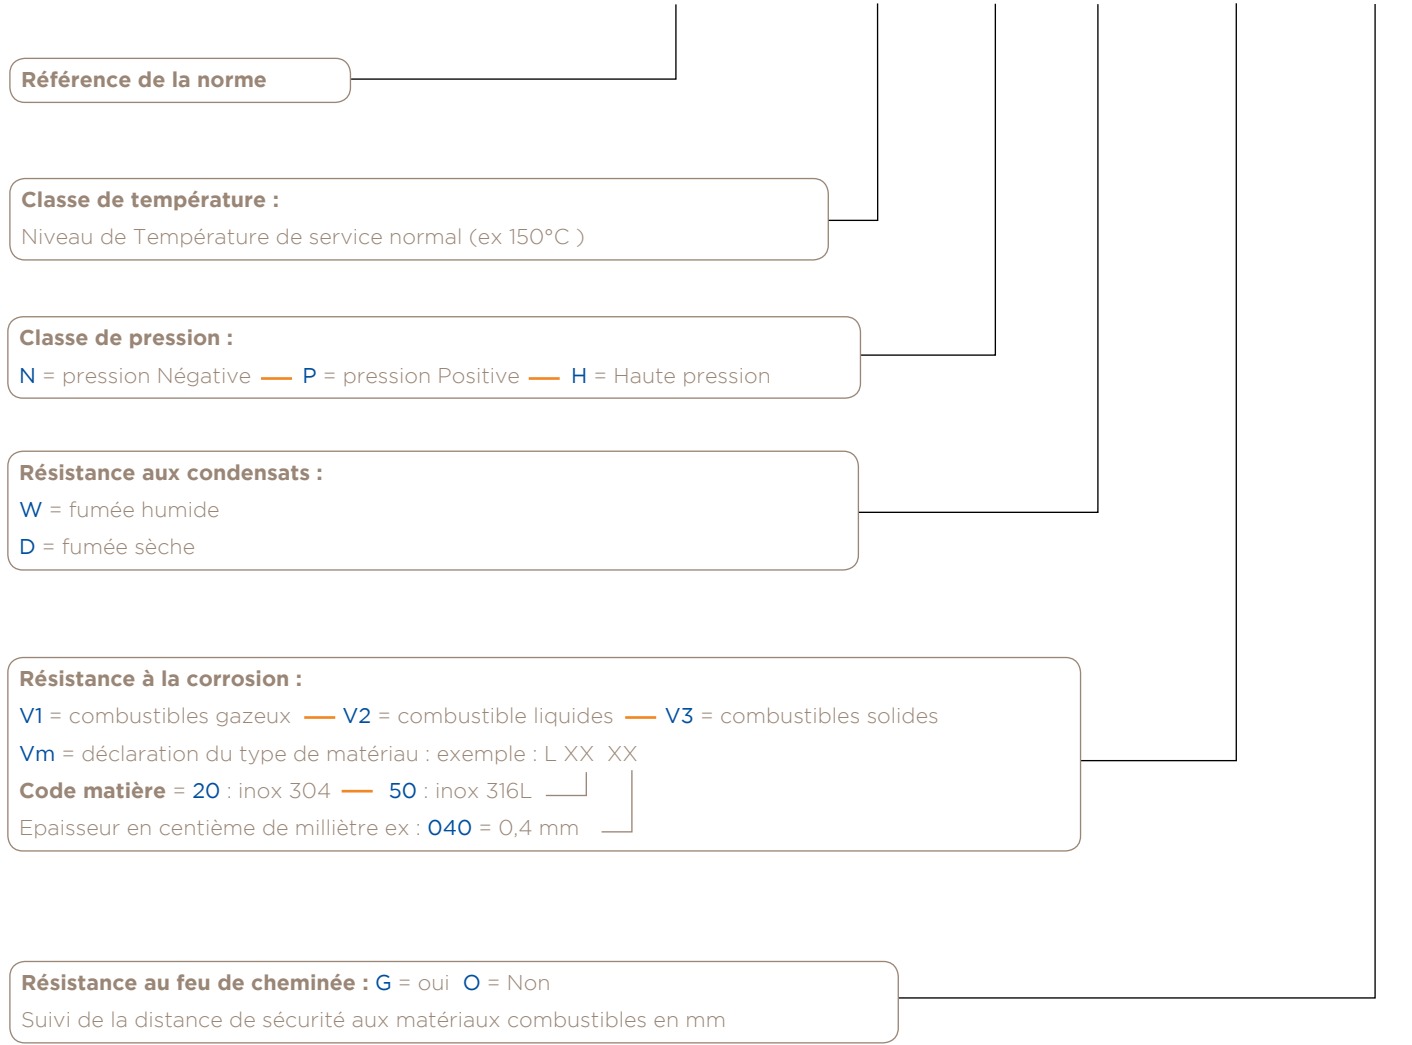 Référence de la norme
Classe de température :
Niveau de Température de service normal (ex 150°C )
Classe de pression :
N = pression Négative — P = pression Positive — H = Haute pression
Résistance aux condensats :
W = fumée humide
D = fumée sèche
Résistance à la corrosion :
V1 = combustibles gazeux — V2 = combustible liquides — V3 = combustibles solides
Vm = déclaration du type de matériau : exemple : L XX XX
Code matière = 20 : inox 304 — 50 : inox 316L
Epaisseur en centième de milliètre ex : 040 = 0,4 mm
Résistance au feu de cheminée : G = oui O = Non
Suivi de la distance de sécurité aux matériaux combustibles en mm